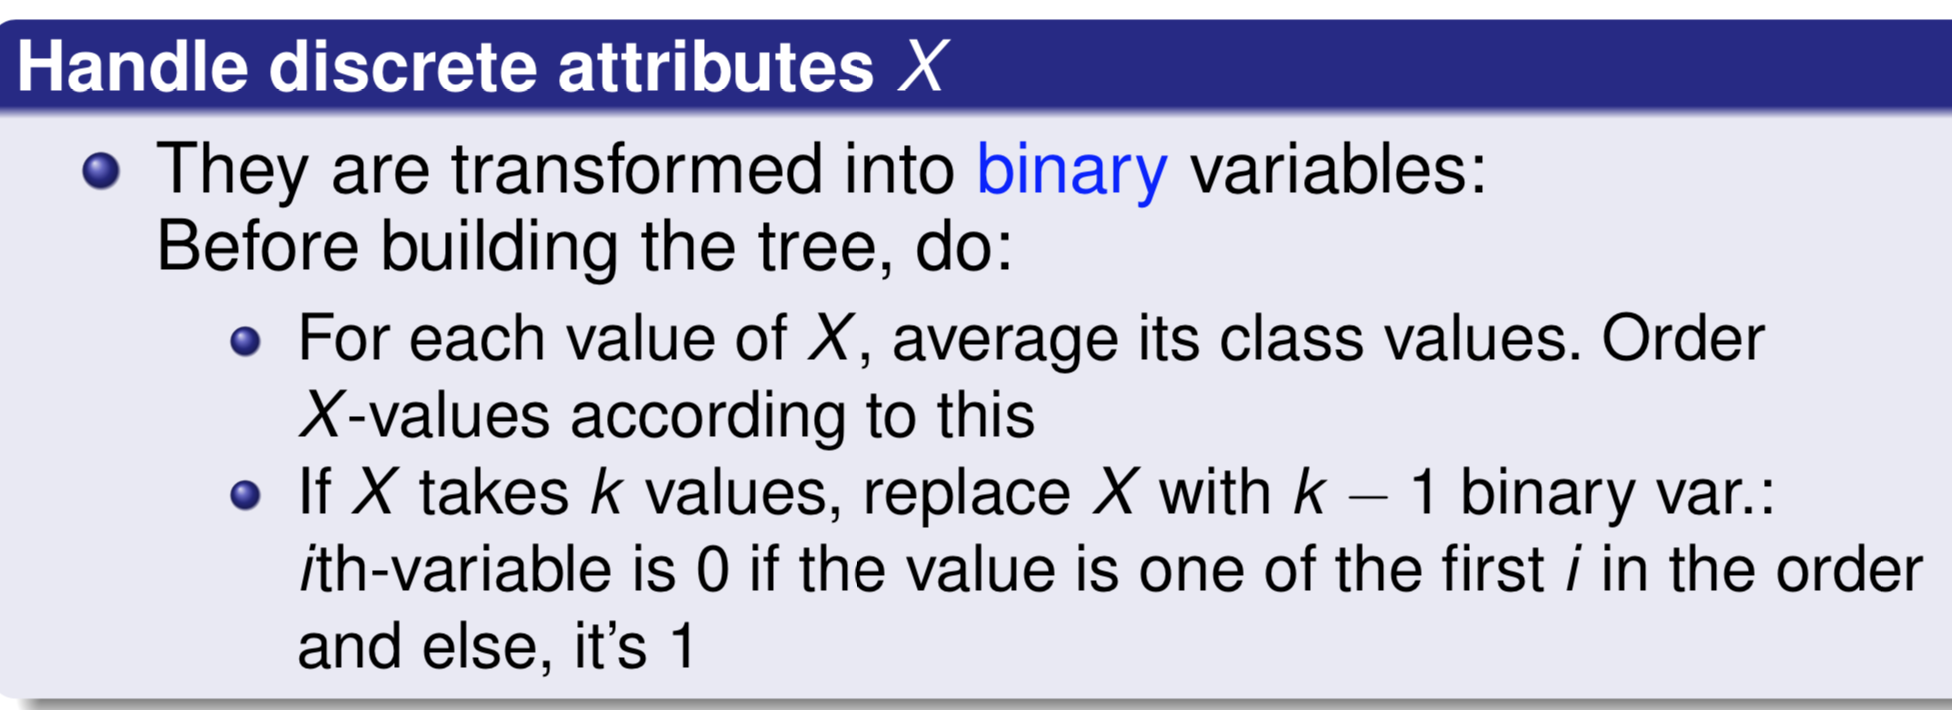 Handle discrete attributes X
They are transformed into binary variables:
Before building the tree, do:
For each value of X, average its class values. Order
X-values according to this
If X takes k values, replace X with k − 1 binary var.:
ith-variable is 0 if the value is one of the first i in the order
and else, it's 1